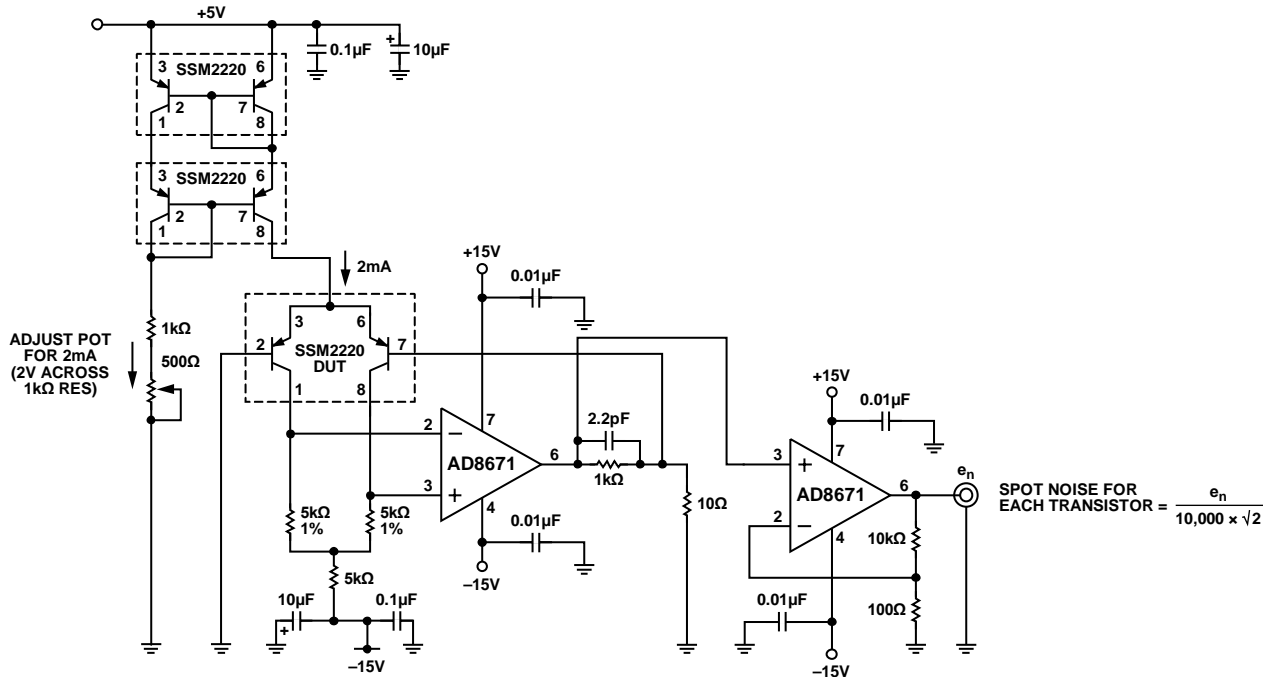 +5V
0.1µF
+
10µF
3
SSM2220
6
2
7
1
8
3
SSM2220
6
2
7
1
8
2mA
ADJUST POT
FOR 2mA
(2V ACROSS
1kΩ RES)
1kΩ
500Ω
3
6
2
SSM2220
DUT
7
1
8
5kΩ
1%
5kΩ
1%
5kΩ
10µF
+
0.1µF
–15V
+15V
0.01µF
2
–
7
AD8671
6
3
+
4
0.01µF
–15V
2.2pF
1kΩ
10Ω
+15V
0.01µF
3
+
7
AD8671
6
2
–
4
0.01µF
–15V
10kΩ
100Ω
en
SPOT NOISE FOR
EACH TRANSISTOR = en / 10,000 × √2